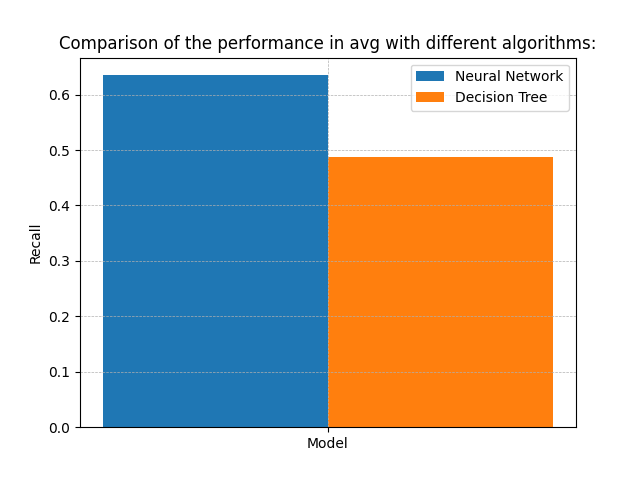 Comparison of the performance in avg with different algorithms:
Neural Network
Decision Tree
0.6
0.5
0.4
0.3
0.2
0.1
0.0
Recall
Model